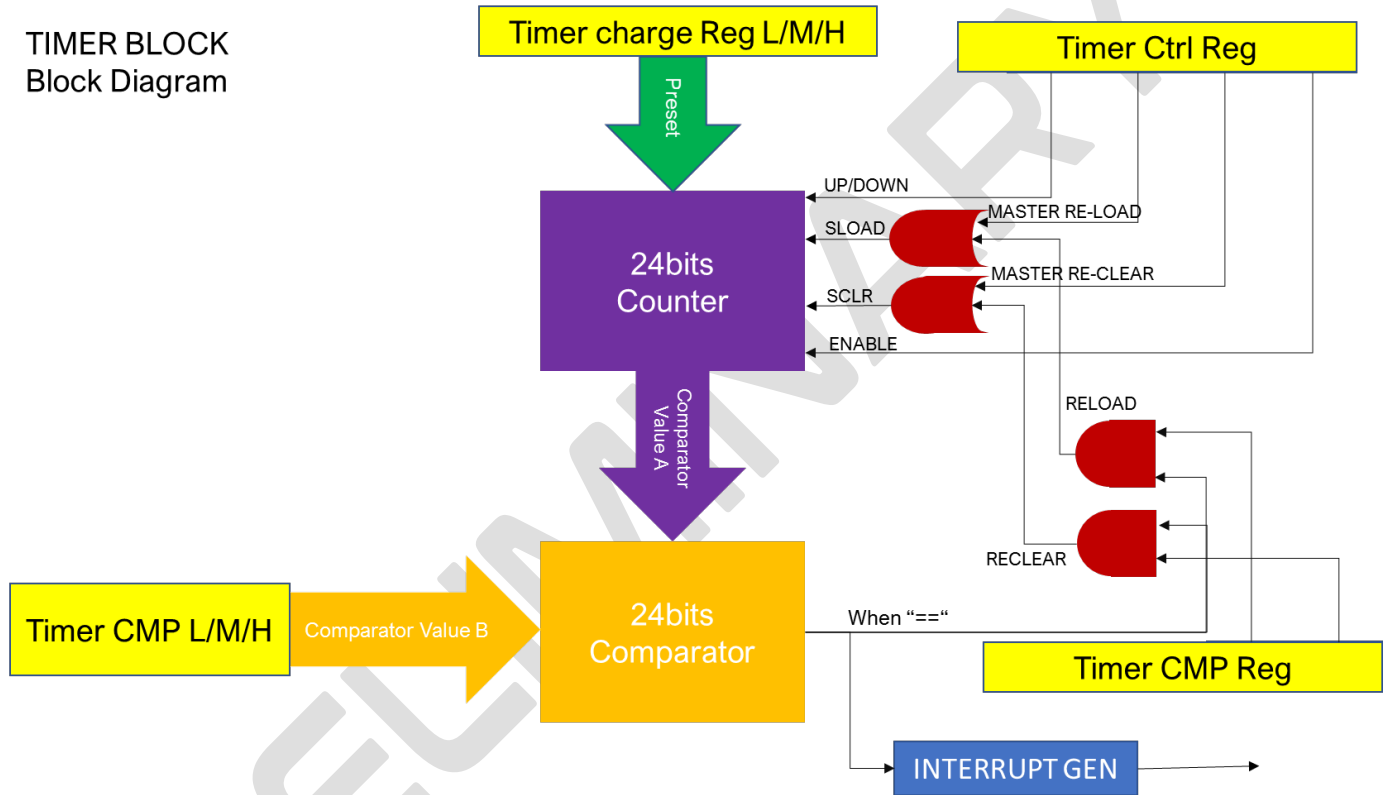 TIMER BLOCK
Block Diagram
Timer charge Reg L/M/H
Timer Ctrl Reg
Preset
UP/DOWN
MASTER RE-LOAD
SLOAD
24bits
Counter
MASTER RE-CLEAR
SCLR
ENABLE
Comparator
Value A
RELOAD
RECLEAR
Timer CMP L/M/H
Comparator Value B
24bits
Comparator
When “==“
Timer CMP Reg
INTERRUPT GEN